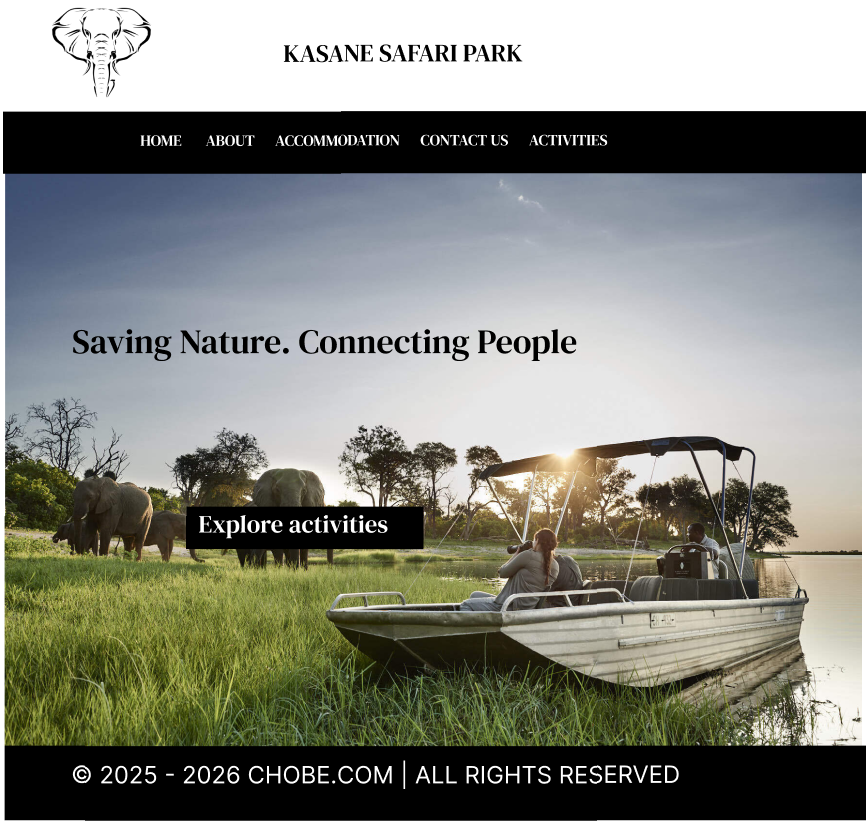 KASANE SAFARI PARK
HOME ABOUT ACCOMMODATION CONTACT US ACTIVITIES
Saving Nature. Connecting People
Explore activities
© 2025 - 2026 CHOBE.COM | ALL RIGHTS RESERVED